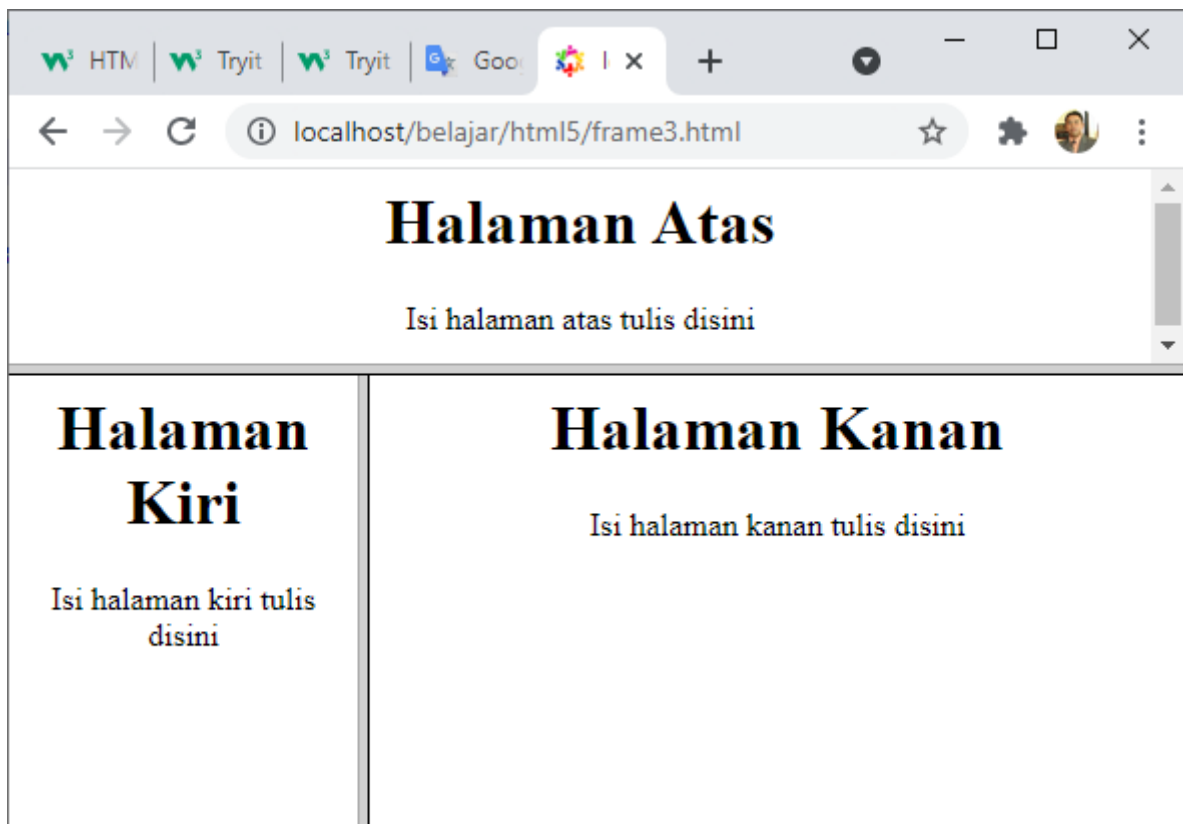 HTM Tryit Tryit Goo
localhost/belajar/html5/frame3.html
Halaman Atas
Isi halaman atas tulis disini
Halaman
Kiri
Isi halaman kiri tulis
disini
Halaman Kanan
Isi halaman kanan tulis disini